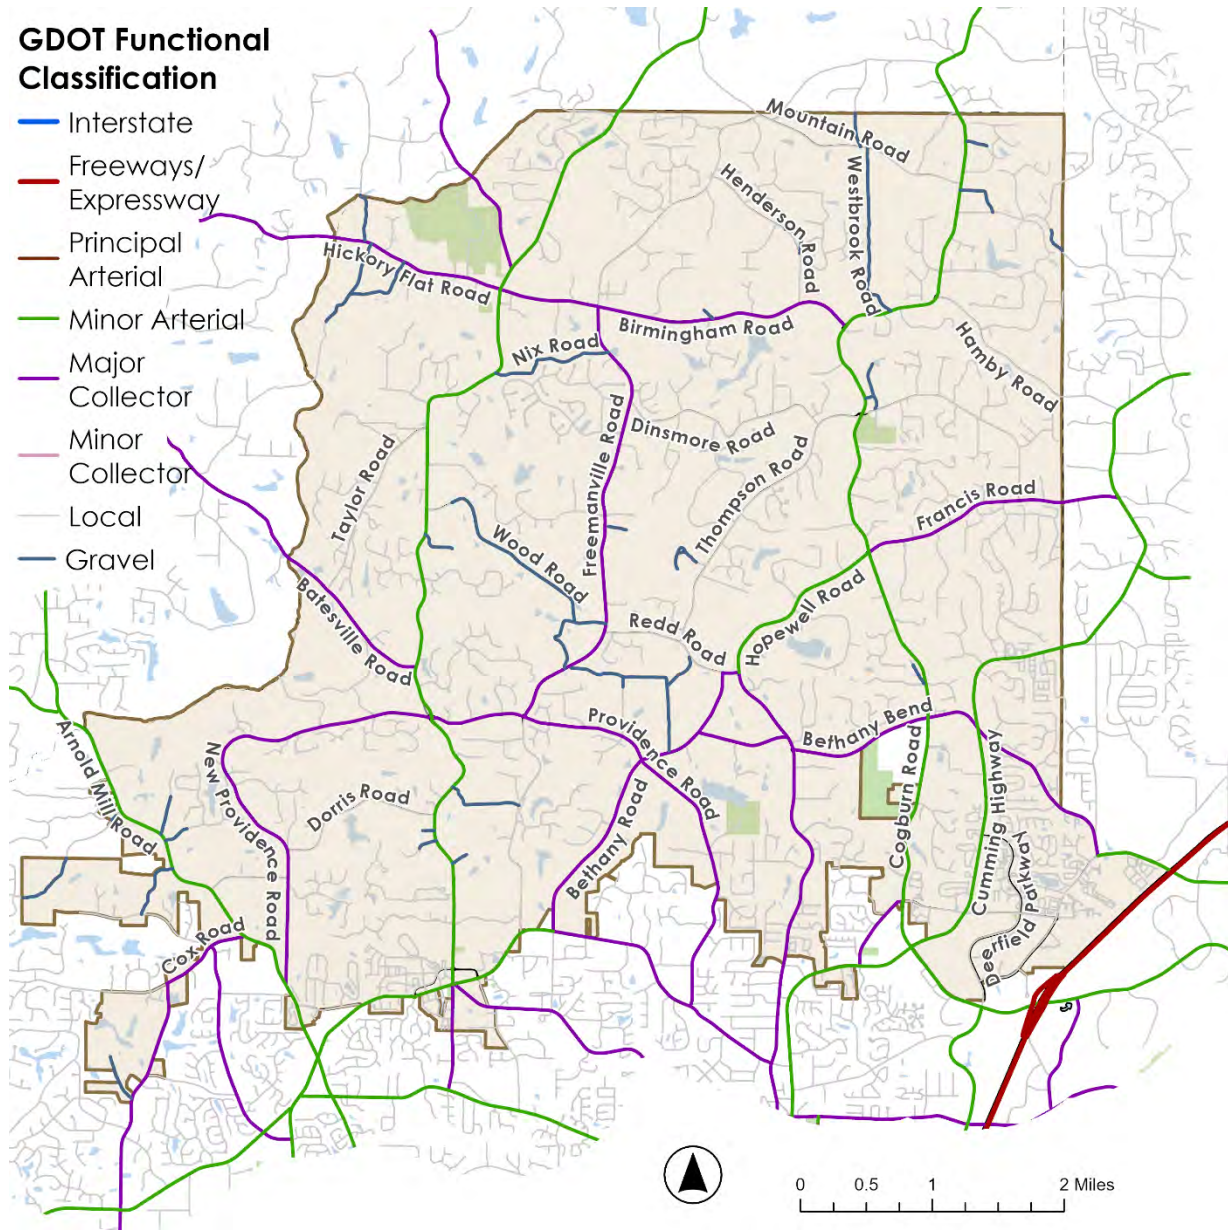 GDOT Functional
Classification
Interstate
Freeways/
Expressway
Principal
Arterial
Minor Arterial
Major
Collector
Minor
Collector
Local
Gravel
Mountain Road
Henderson Road
Westbrook Road
Hickory Flat Road
Birmingham Road
Nix Road
Hamby Road
Dinsmore Road
Freemanville Road
Taylor Road
Thompson Road
Francis Road
Wood Road
Batesville Road
Redd Road
Hopewell Road
Providence Road
Bethany Bend
Arnold Mill Road
New Providence Road
Dorris Road
Bethany Road
Cogburn Road
Cumming Highway
Deerfield Parkway
Cox Road
0 0.5 1 2 Miles